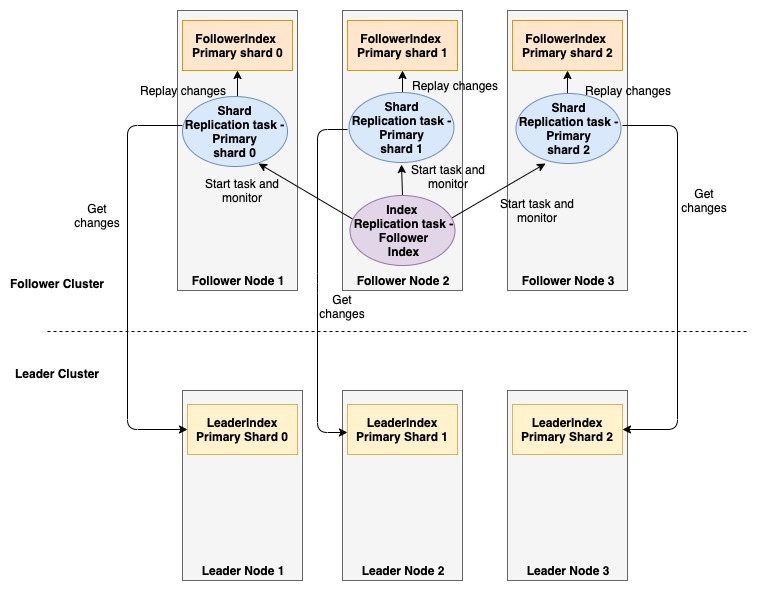 FollowerIndex
Primary shard 0
FollowerIndex
Primary shard 1
FollowerIndex
Primary shard 2
Replay changes
Replay changes
Replay changes
Shard
Replication task -
Primary
shard 0
Shard
Replication task -
Primary
shard 1
Shard
Replication task -
Primary
shard 2
Start task and
monitor
Start task and
monitor
Start task and
monitor
Get
changes
Get
changes
Index
Replication task -
Follower
Index
Follower Node 1
Follower Node 2
Follower Node 3
Follower Cluster
Get
changes
Leader Cluster
LeaderIndex
Primary Shard 0
LeaderIndex
Primary Shard 1
LeaderIndex
Primary Shard 2
Leader Node 1
Leader Node 2
Leader Node 3